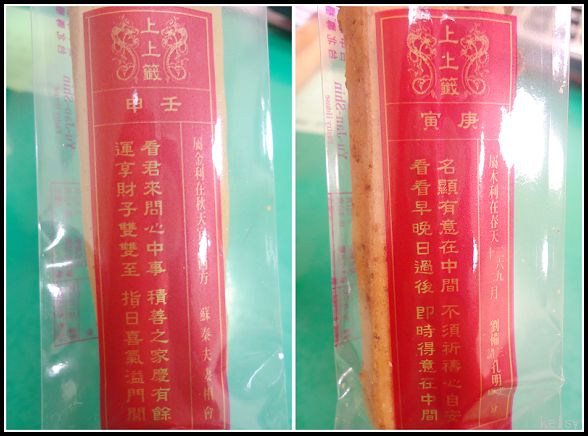 上上籤
壬申
屬金利在秋天
蘇秦夫妻相會
看君來問心中事 積善之家慶有餘
運享財子雙雙至 指日喜氣溢門閭
上上籤
庚寅
屬木利在春天
劉備三
孔明
名顯有意在中間 不須祈禱心自安
看看早晚日過後 即時得意在中間